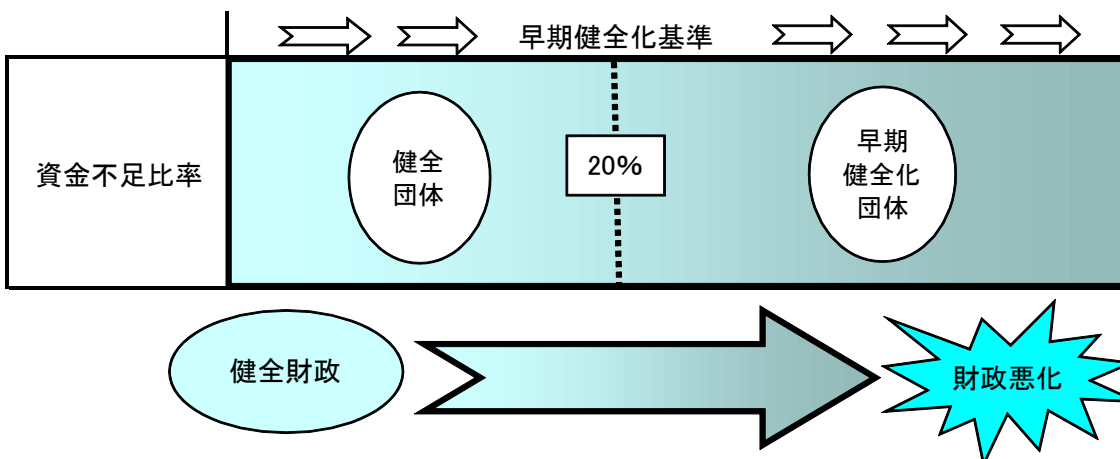 早期健全化基準
資金不足比率
健全
団体
20%
早期
健全化
団体
健全財政
財政悪化